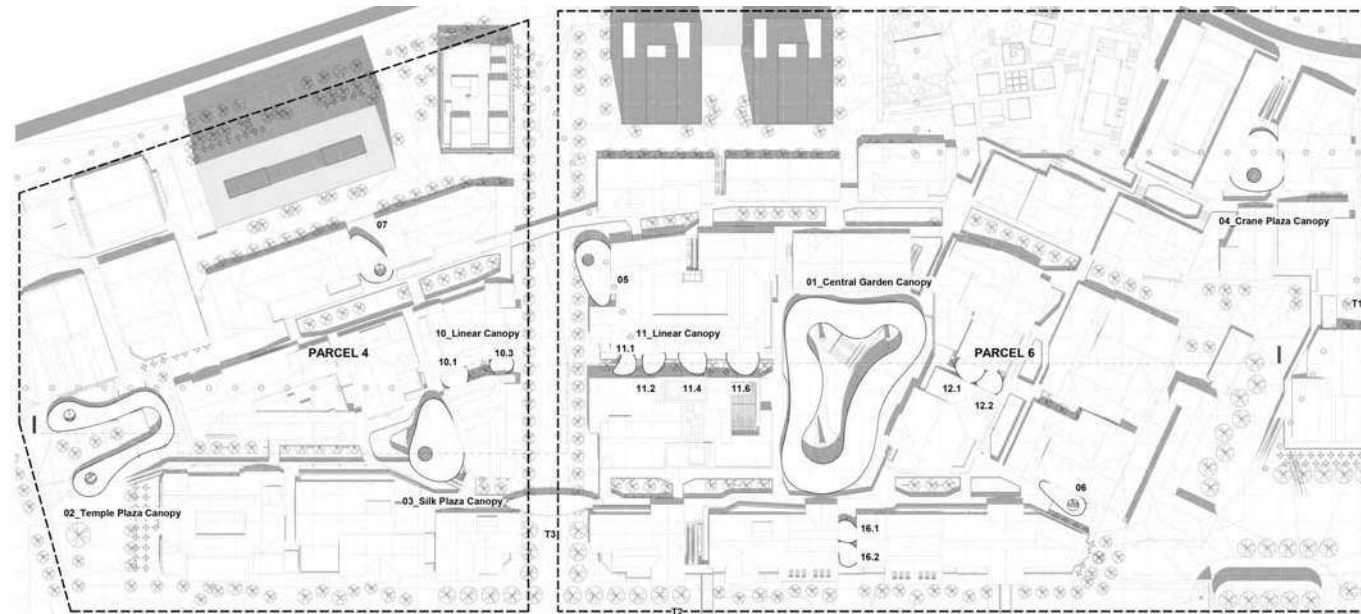 04_Crane Plaza Canopy
07
05
01_Central Garden Canopy
T1
10_Linear Canopy
11_Linear Canopy
PARCEL 4
10.1
10.3
11.1
11.2
11.4
11.6
PARCEL 6
12.1
12.2
03_Silk Plaza Canopy
02_Temple Plaza Canopy
06
16.1
16.2
T3
T2